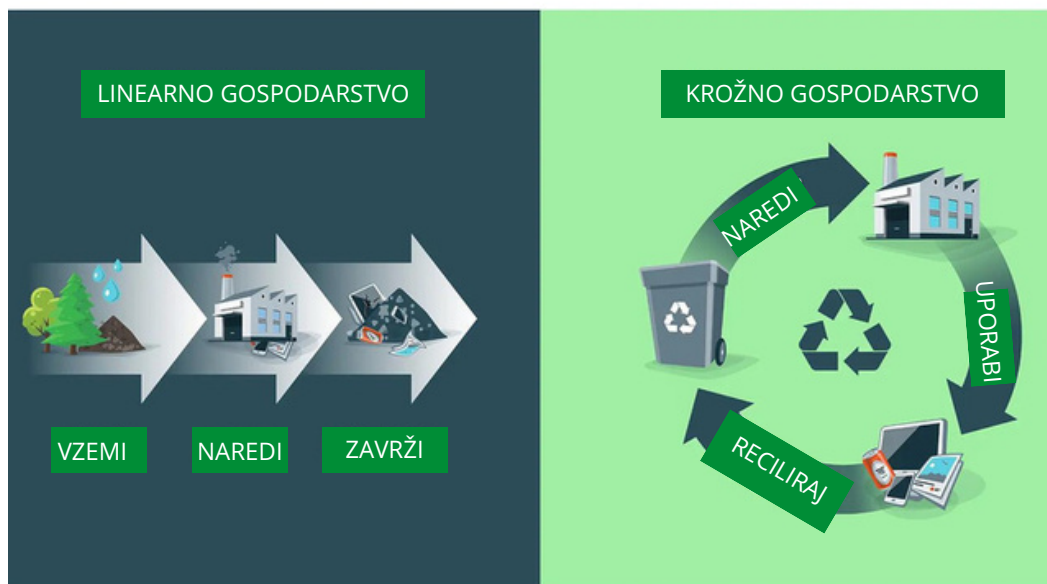 LINEARNO GOSPODARSTVO
VZEMI
NAREDI
ZAVRŽI
KROŽNO GOSPODARSTVO
NAREDI
UPORABI
RECILIRAJ